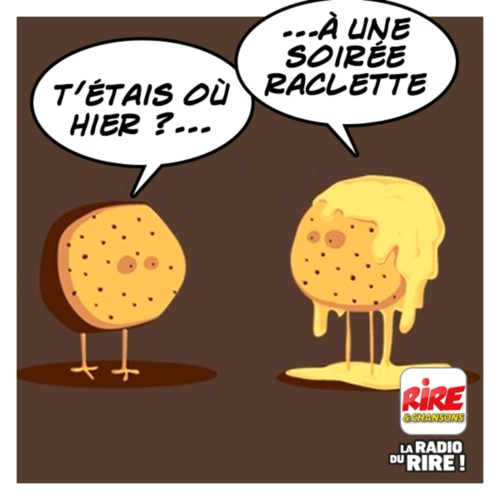 T'ÉTAIS OÙ
HIER ?...
...À UNE
SOIRÉE
RACLETTE
RIRE
& CHANSONS
LA RADIO
DU RIRE !